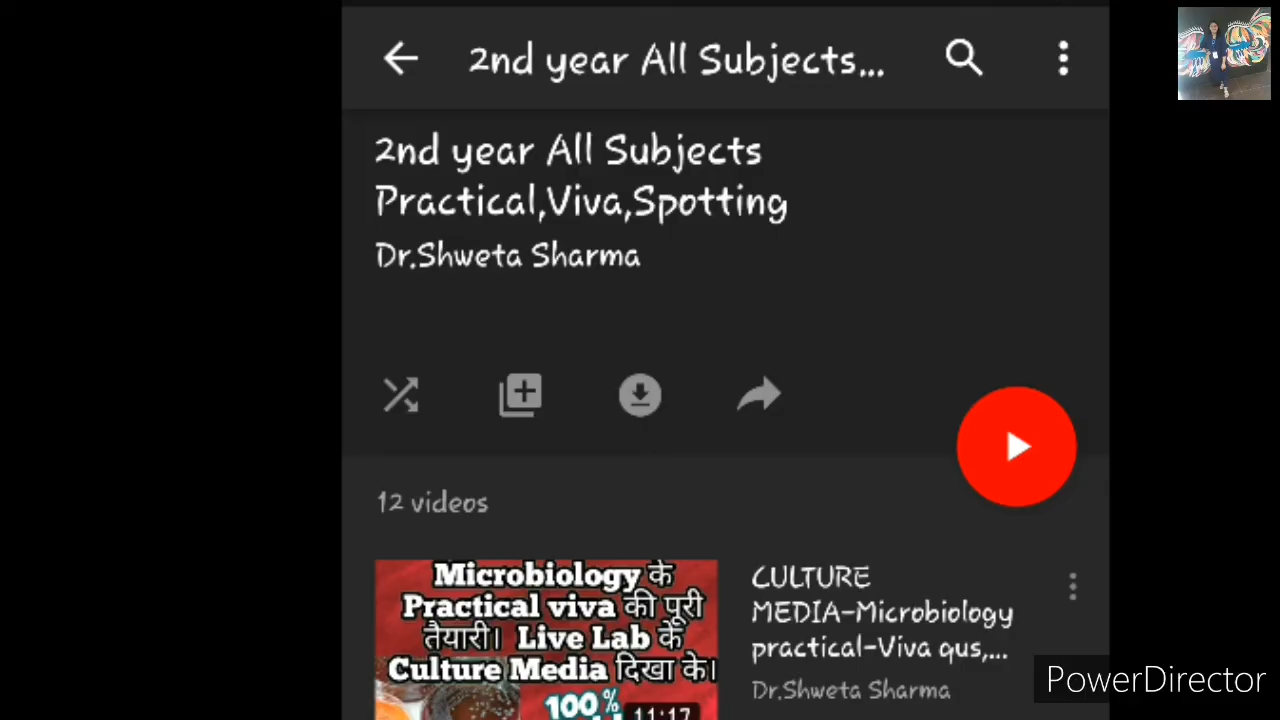 2nd year All Subjects...
2nd year All Subjects
Practical,Viva,Spotting
Dr.Shweta Sharma
12 videos
Microbiology के
Practical viva की पूरी
तैयारी। Live Lab के
Culture Media दिखा के।
100 %
11:17
CULTURE
MEDIA-Microbiology
practical-Viva qus,...
Dr.Shweta Sharma
PowerDirector